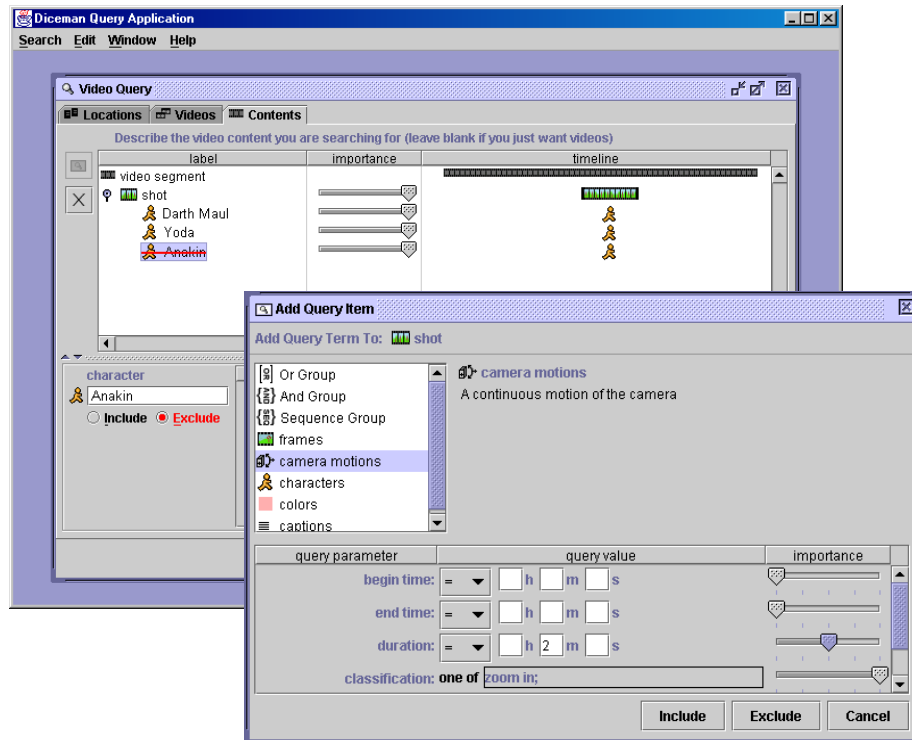 Diceman Query Application
Search Edit Window Help
Video Query
Locations Videos Contents
Describe the video content you are searching for (leave blank if you just want videos)
label importance timeline
video segment
shot
Darth Maul
Yoda
Anakin
character
Anakin
Include Exclude
Add Query Item
Add Query Term To: shot
Or Group
And Group
Sequence Group
frames
camera motions
characters
colors
captions
camera motions
A continuous motion of the camera
query parameter query value importance
begin time: = h m s
end time: = h m s
duration: = h 2 m s
classification: one of zoom in;
Include Exclude Cancel